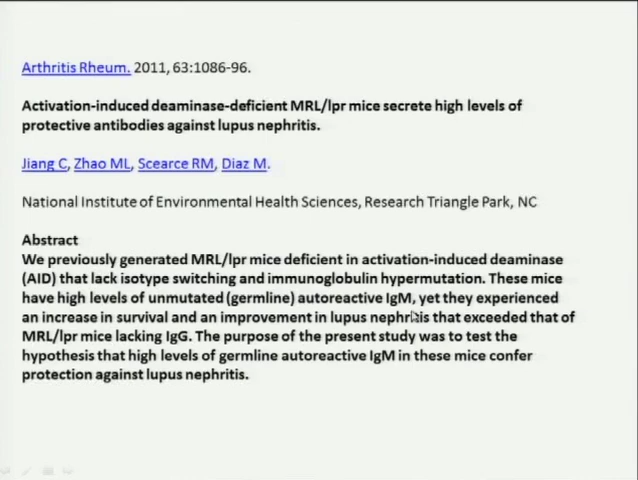 Arthritis Rheum. 2011, 63:1086-96.
Activation-induced deaminase-deficient MRL/lpr mice secrete high levels of
protective antibodies against lupus nephritis.
Jiang C, Zhao ML, Scearce RM, Diaz M.
National Institute of Environmental Health Sciences, Research Triangle Park, NC
Abstract
We previously generated MRL/lpr mice deficient in activation-induced deaminase
(AID) that lack isotype switching and immunoglobulin hypermutation. These mice
have high levels of unmutated (germline) autoreactive IgM, yet they experienced
an increase in survival and an improvement in lupus nephritis that exceeded that of
MRL/lpr mice lacking IgG. The purpose of the present study was to test the
hypothesis that high levels of germline autoreactive IgM in these mice confer
protection against lupus nephritis.